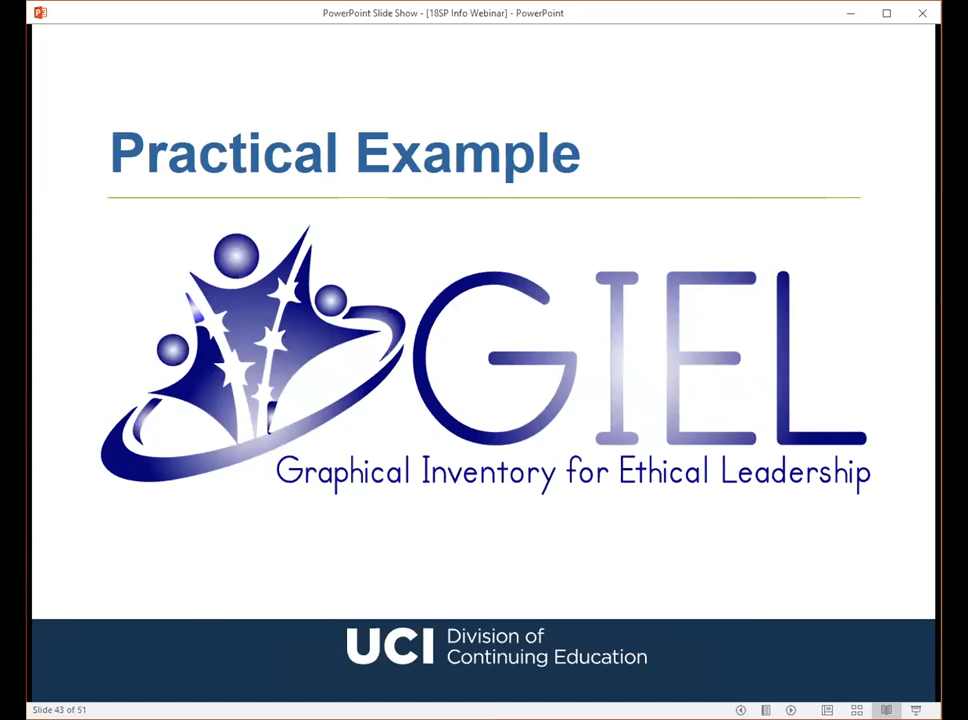 PowerPoint Slide Show - [18SP Info Webinar] - PowerPoint
Practical Example
GIEL
Graphical Inventory for Ethical Leadership
UCI Division of
Continuing Education
Slide 43 of 51